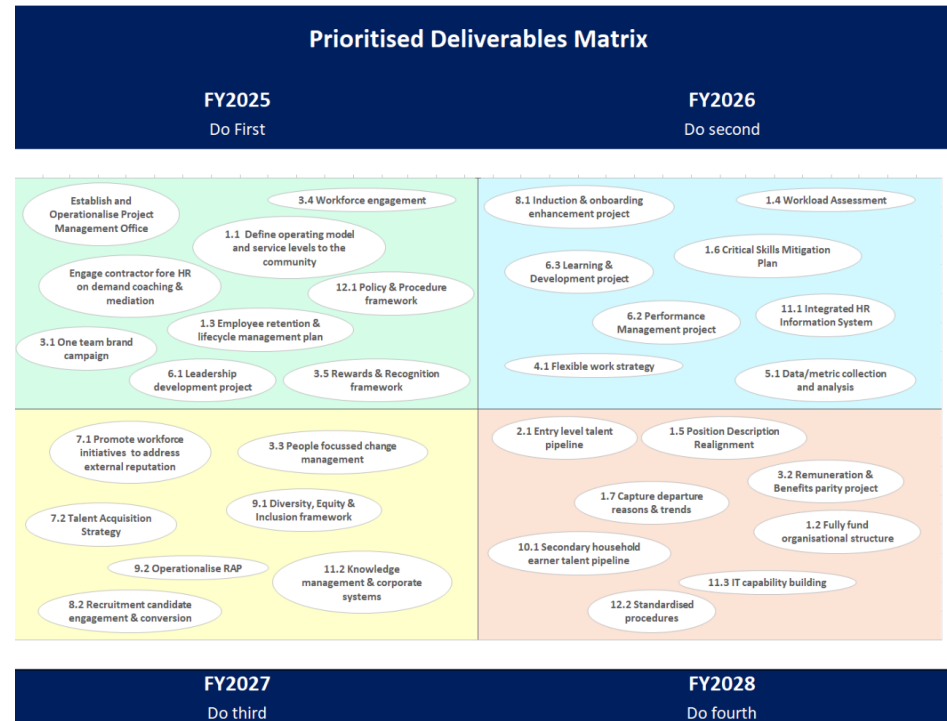 Prioritised Deliverables Matrix
FY2025
Do First
FY2026
Do second
Establish and
Operationalise Project
Management Office
3.4 Workforce engagement
1.1 Define operating model
and service levels to the
community
Engage contractor fore HR
on demand coaching &
mediation
12.1 Policy & Procedure
framework
1.3 Employee retention &
lifecycle management plan
3.1 One team brand
campaign
6.1 Leadership
development project
3.5 Rewards & Recognition
framework
8.1 Induction & onboarding
enhancement project
1.4 Workload Assessment
1.6 Critical Skills Mitigation
Plan
6.3 Learning &
Development project
6.2 Performance
Management project
11.1 Integrated HR
Information System
4.1 Flexible work strategy
5.1 Data/metric collection
and analysis
7.1 Promote workforce
initiatives to address
external reputation
3.3 People focussed change
management
9.1 Diversity, Equity &
Inclusion framework
7.2 Talent Acquisition
Strategy
9.2 Operationalise RAP
11.2 Knowledge
management & corporate
systems
8.2 Recruitment candidate
engagement & conversion
2.1 Entry level talent
pipeline
1.5 Position Description
Realignment
3.2 Remuneration &
Benefits parity project
1.7 Capture departure
reasons & trends
1.2 Fully fund
organisational structure
10.1 Secondary household
earner talent pipeline
11.3 IT capability building
12.2 Standardised
procedures
FY2027
Do third
FY2028
Do fourth